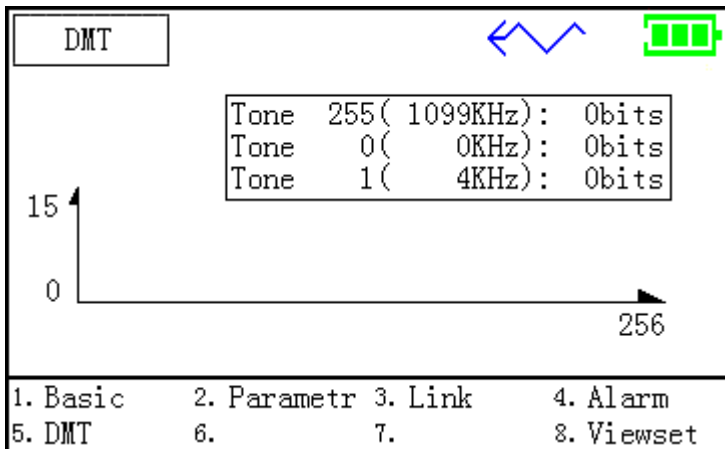 DMT
Tone 255( 1099KHz): 0bits
Tone 0( 0KHz): 0bits
Tone 1( 4KHz): 0bits
15
0
256
1. Basic 2. Parametr 3. Link 4. Alarm
5. DMT 6. 7. 8. Viewset